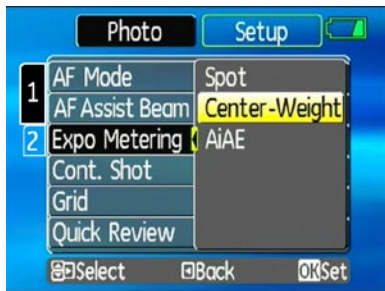 Photo Setup
1
2
AF Mode
AF Assist Beam
Expo Metering
Cont. Shot
Grid
Quick Review
Spot
Center-Weight
AiAE
Select Back OK Set